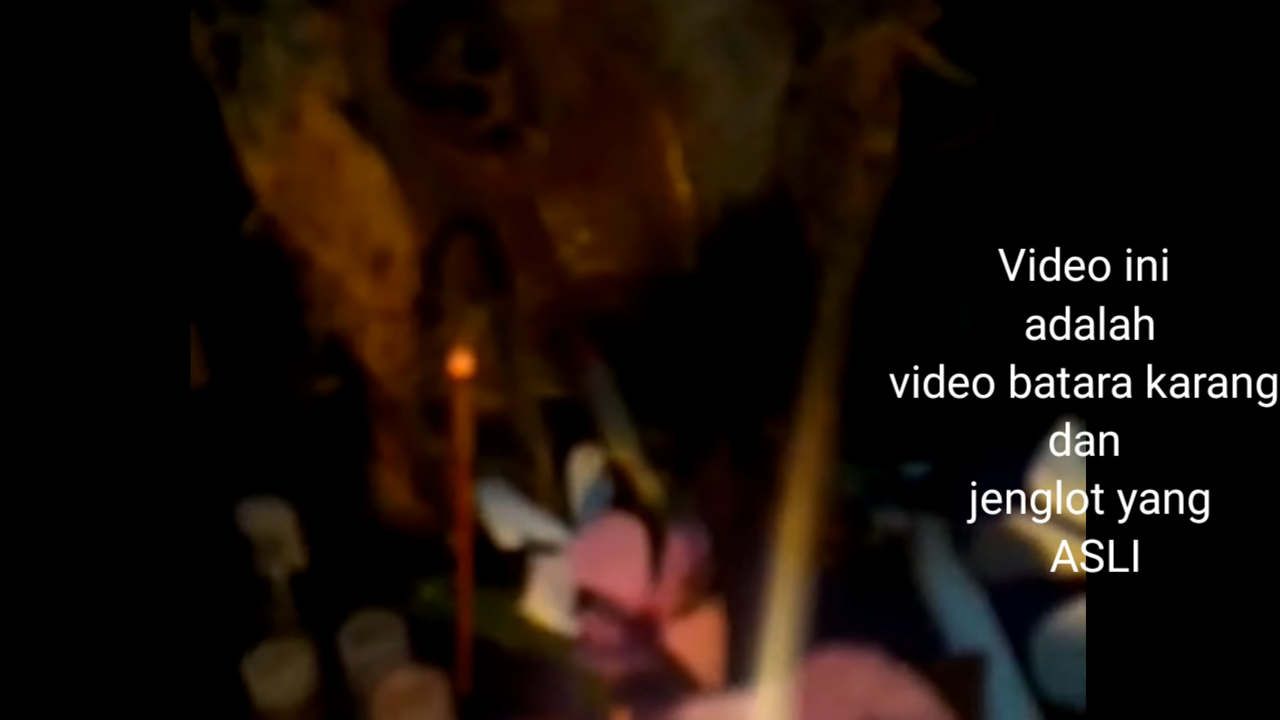 Video ini
adalah
video batara karang
dan
jenglot yang
ASLI